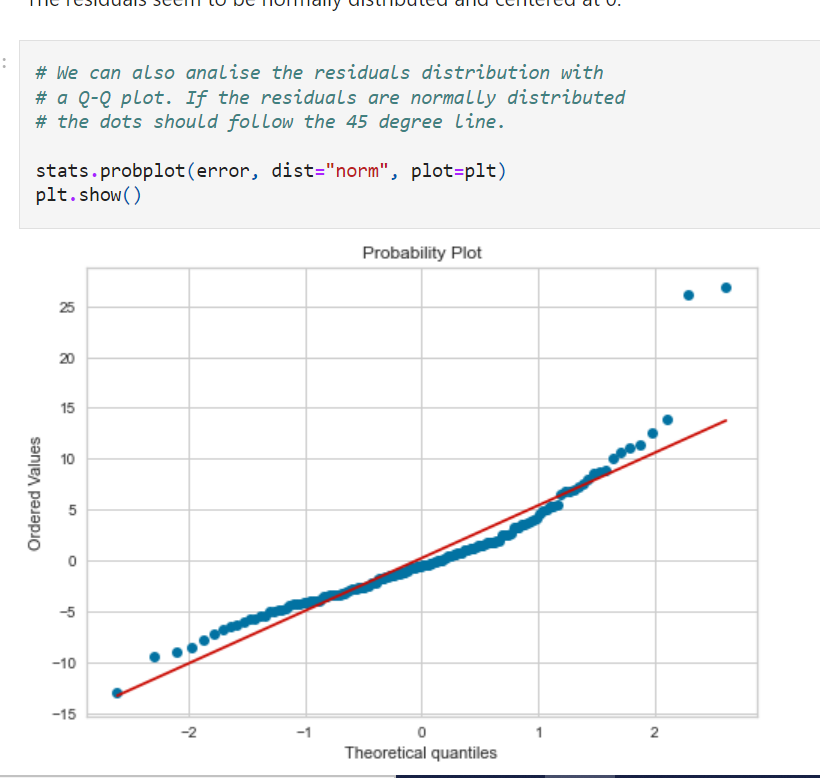 The residuals seem to be normally distributed and centered at 0.
:
# We can also analise the residuals distribution with
# a Q-Q plot. If the residuals are normally distributed
# the dots should follow the 45 degree line.
stats.probplot(error, dist="norm", plot=plt)
plt.show()
Probability Plot
25
20
15
10
5
0
−5
−10
−15
Ordered Values
−2 −1 0 1 2
Theoretical quantiles